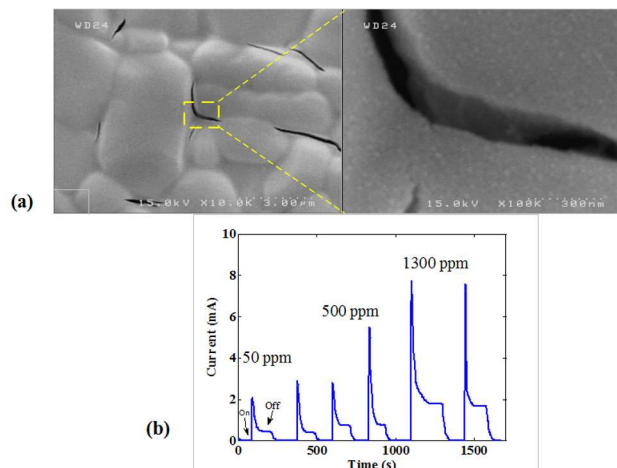 WD24
15.0kV X10.0K 3.00μm
WD24
15.0kV X100K 300nm
(a)
10
8
6
4
2
0
Current (mA)
50 ppm
500 ppm
1300 ppm
On
Off
0 500 1000 1500
Time (s)
(b)